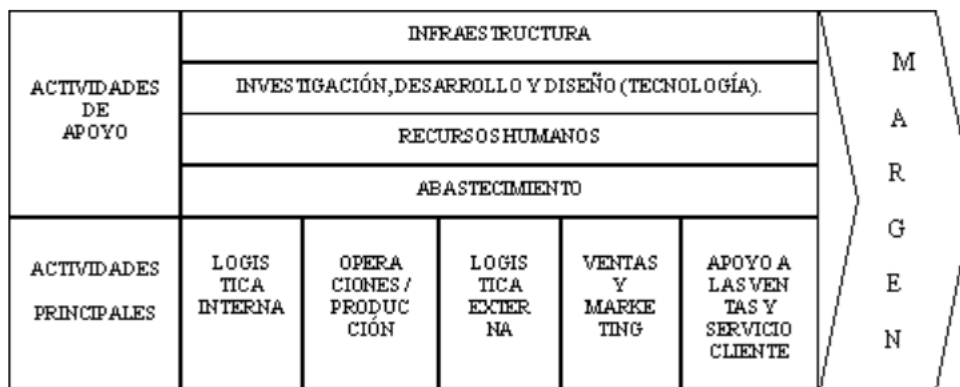 INFRAESTRUCTURA
INVESTIGACIÓN, DESARROLLO Y DISEÑO (TECNOLOGÍA).
RECURSOS HUMANOS
ABASTECIMIENTO
ACTIVIDADES
DE
APOYO
ACTIVIDADES
PRINCIPALES
LOGIS
TICA
INTERNA
OPERA
CIONES /
PRODUC
CIÓN
LOGIS
TICA
EXTER
NA
VENTAS
Y
MARKE
TING
APOYO A
LAS VEN
TAS Y
SERVICIO
CLIENTE
M
A
R
G
E
N